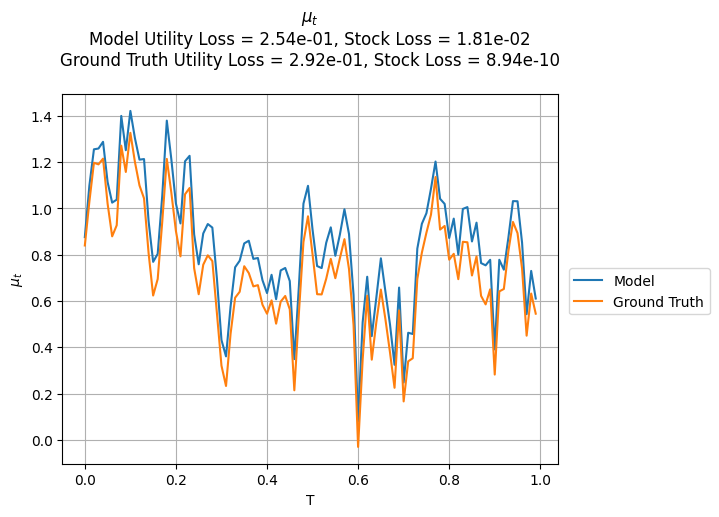 μt
Model Utility Loss = 2.54e-01, Stock Loss = 1.81e-02
Ground Truth Utility Loss = 2.92e-01, Stock Loss = 8.94e-10
1.4
1.2
1.0
0.8
0.6
0.4
0.2
0.0
μt
0.0 0.2 0.4 0.6 0.8 1.0
T
Model
Ground Truth